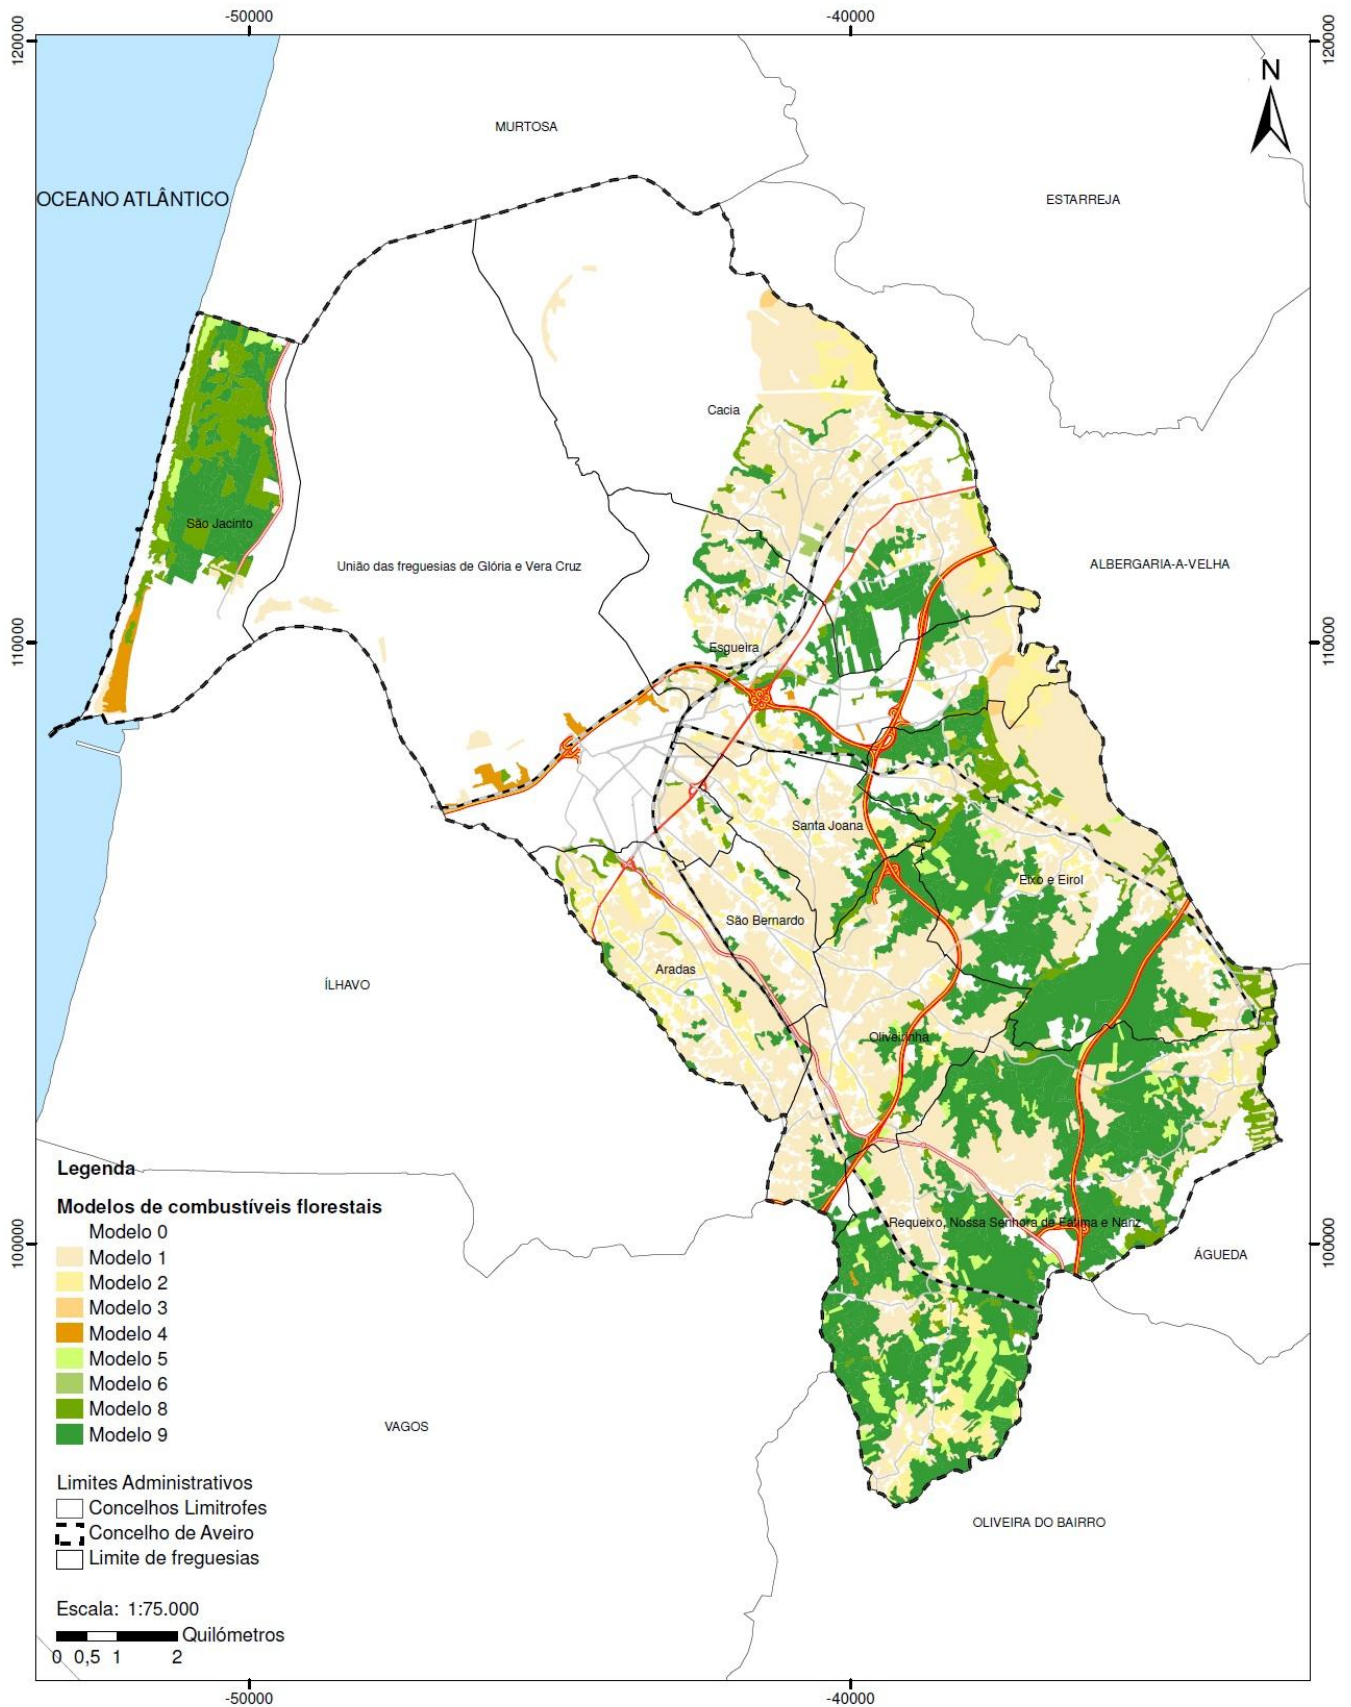 -50000
-40000
120000
120000
N
MURTOSA
OCEANO ATLÂNTICO
ESTARREJA
Cacia
São Jacinto
União das freguesias de Glória e Vera Cruz
ALBERGARIA-A-VELHA
110000
110000
Esgueira
Santa Joana
Eixo e Eirol
São Bernardo
Aradas
ÍLHAVO
Oliveirinha
Legenda
Modelos de combustíveis florestais
Modelo 0
Modelo 1
Modelo 2
Modelo 3
Modelo 4
Modelo 5
Modelo 6
Modelo 8
Modelo 9
Requeixo, Nossa Senhora de Fátima e Nariz
100000
100000
ÁGUEDA
VAGOS
OLIVEIRA DO BAIRRO
Limites Administrativos
Concelhos Limitrofes
Concelho de Aveiro
Limite de freguesias
Escala: 1:75.000
Quilómetros
0 0,5 1 2
-50000
-40000